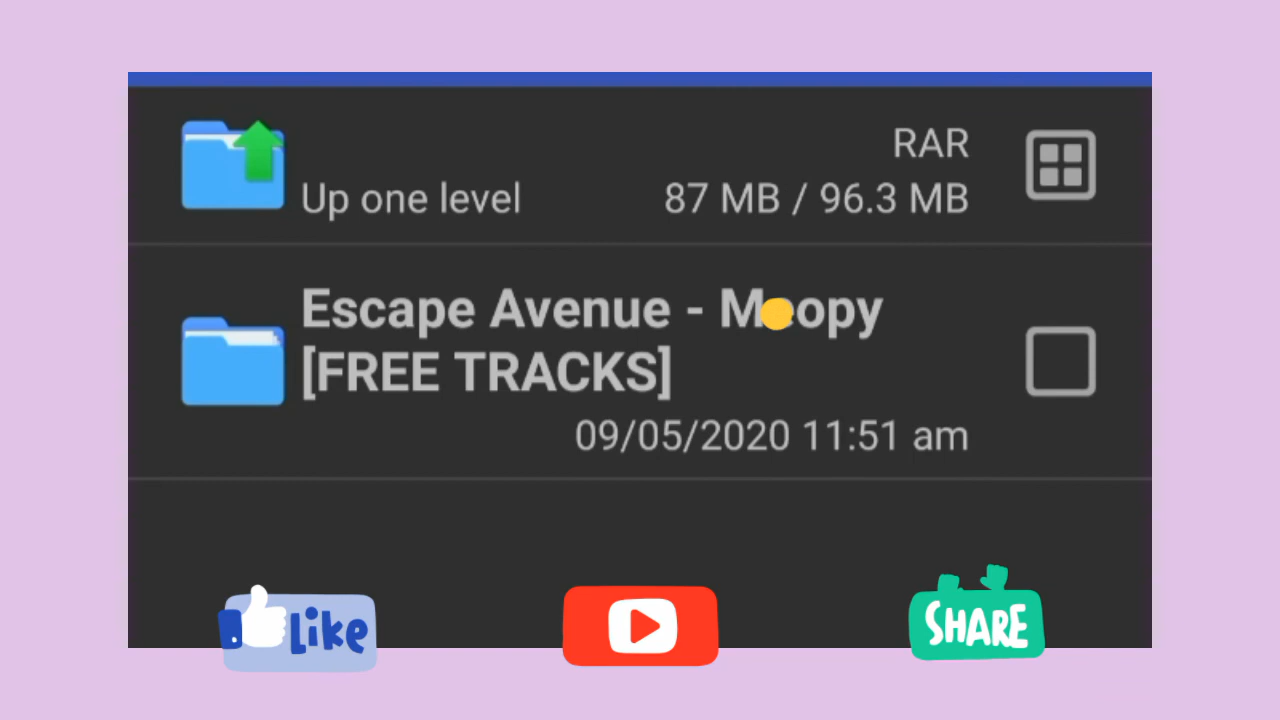 RAR
Up one level 87 MB / 96.3 MB
Escape Avenue -
[FREE TRACKS]
09/05/2020 11:51 am
Like
SHARE